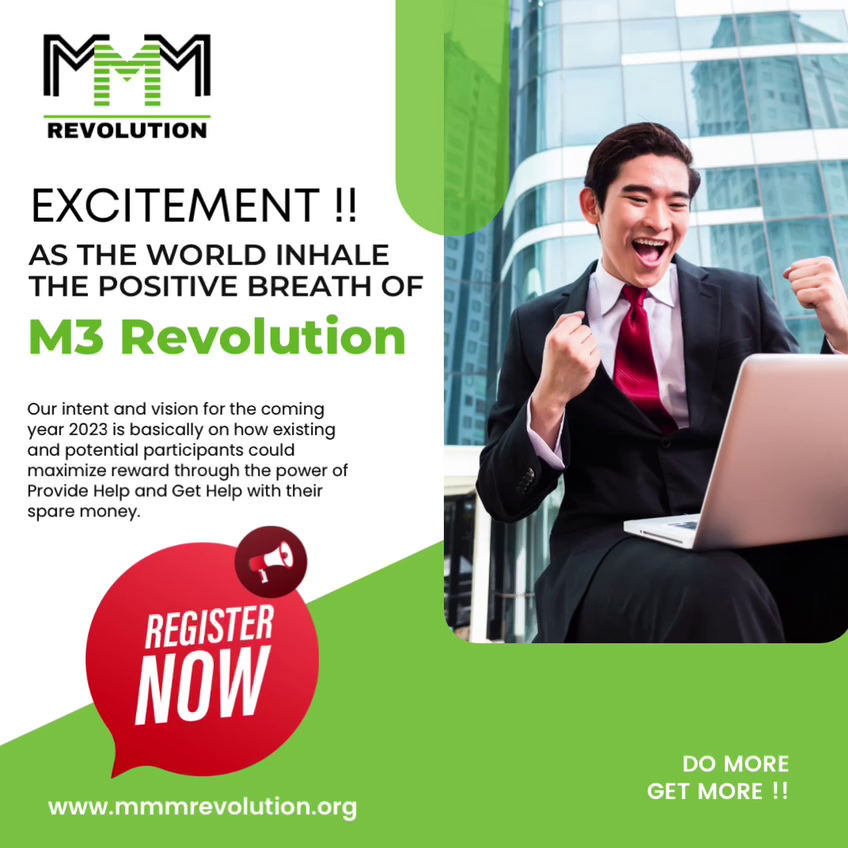 MMM
REVOLUTION
EXCITEMENT !!
AS THE WORLD INHALE
THE POSITIVE BREATH OF
M3 Revolution
Our intent and vision for the coming
year 2023 is basically on how existing
and potential participants could
maximize reward through the power of
Provide Help and Get Help with their
spare money.
REGISTER
NOW
www.mmmrevolution.org
DO MORE
GET MORE !!